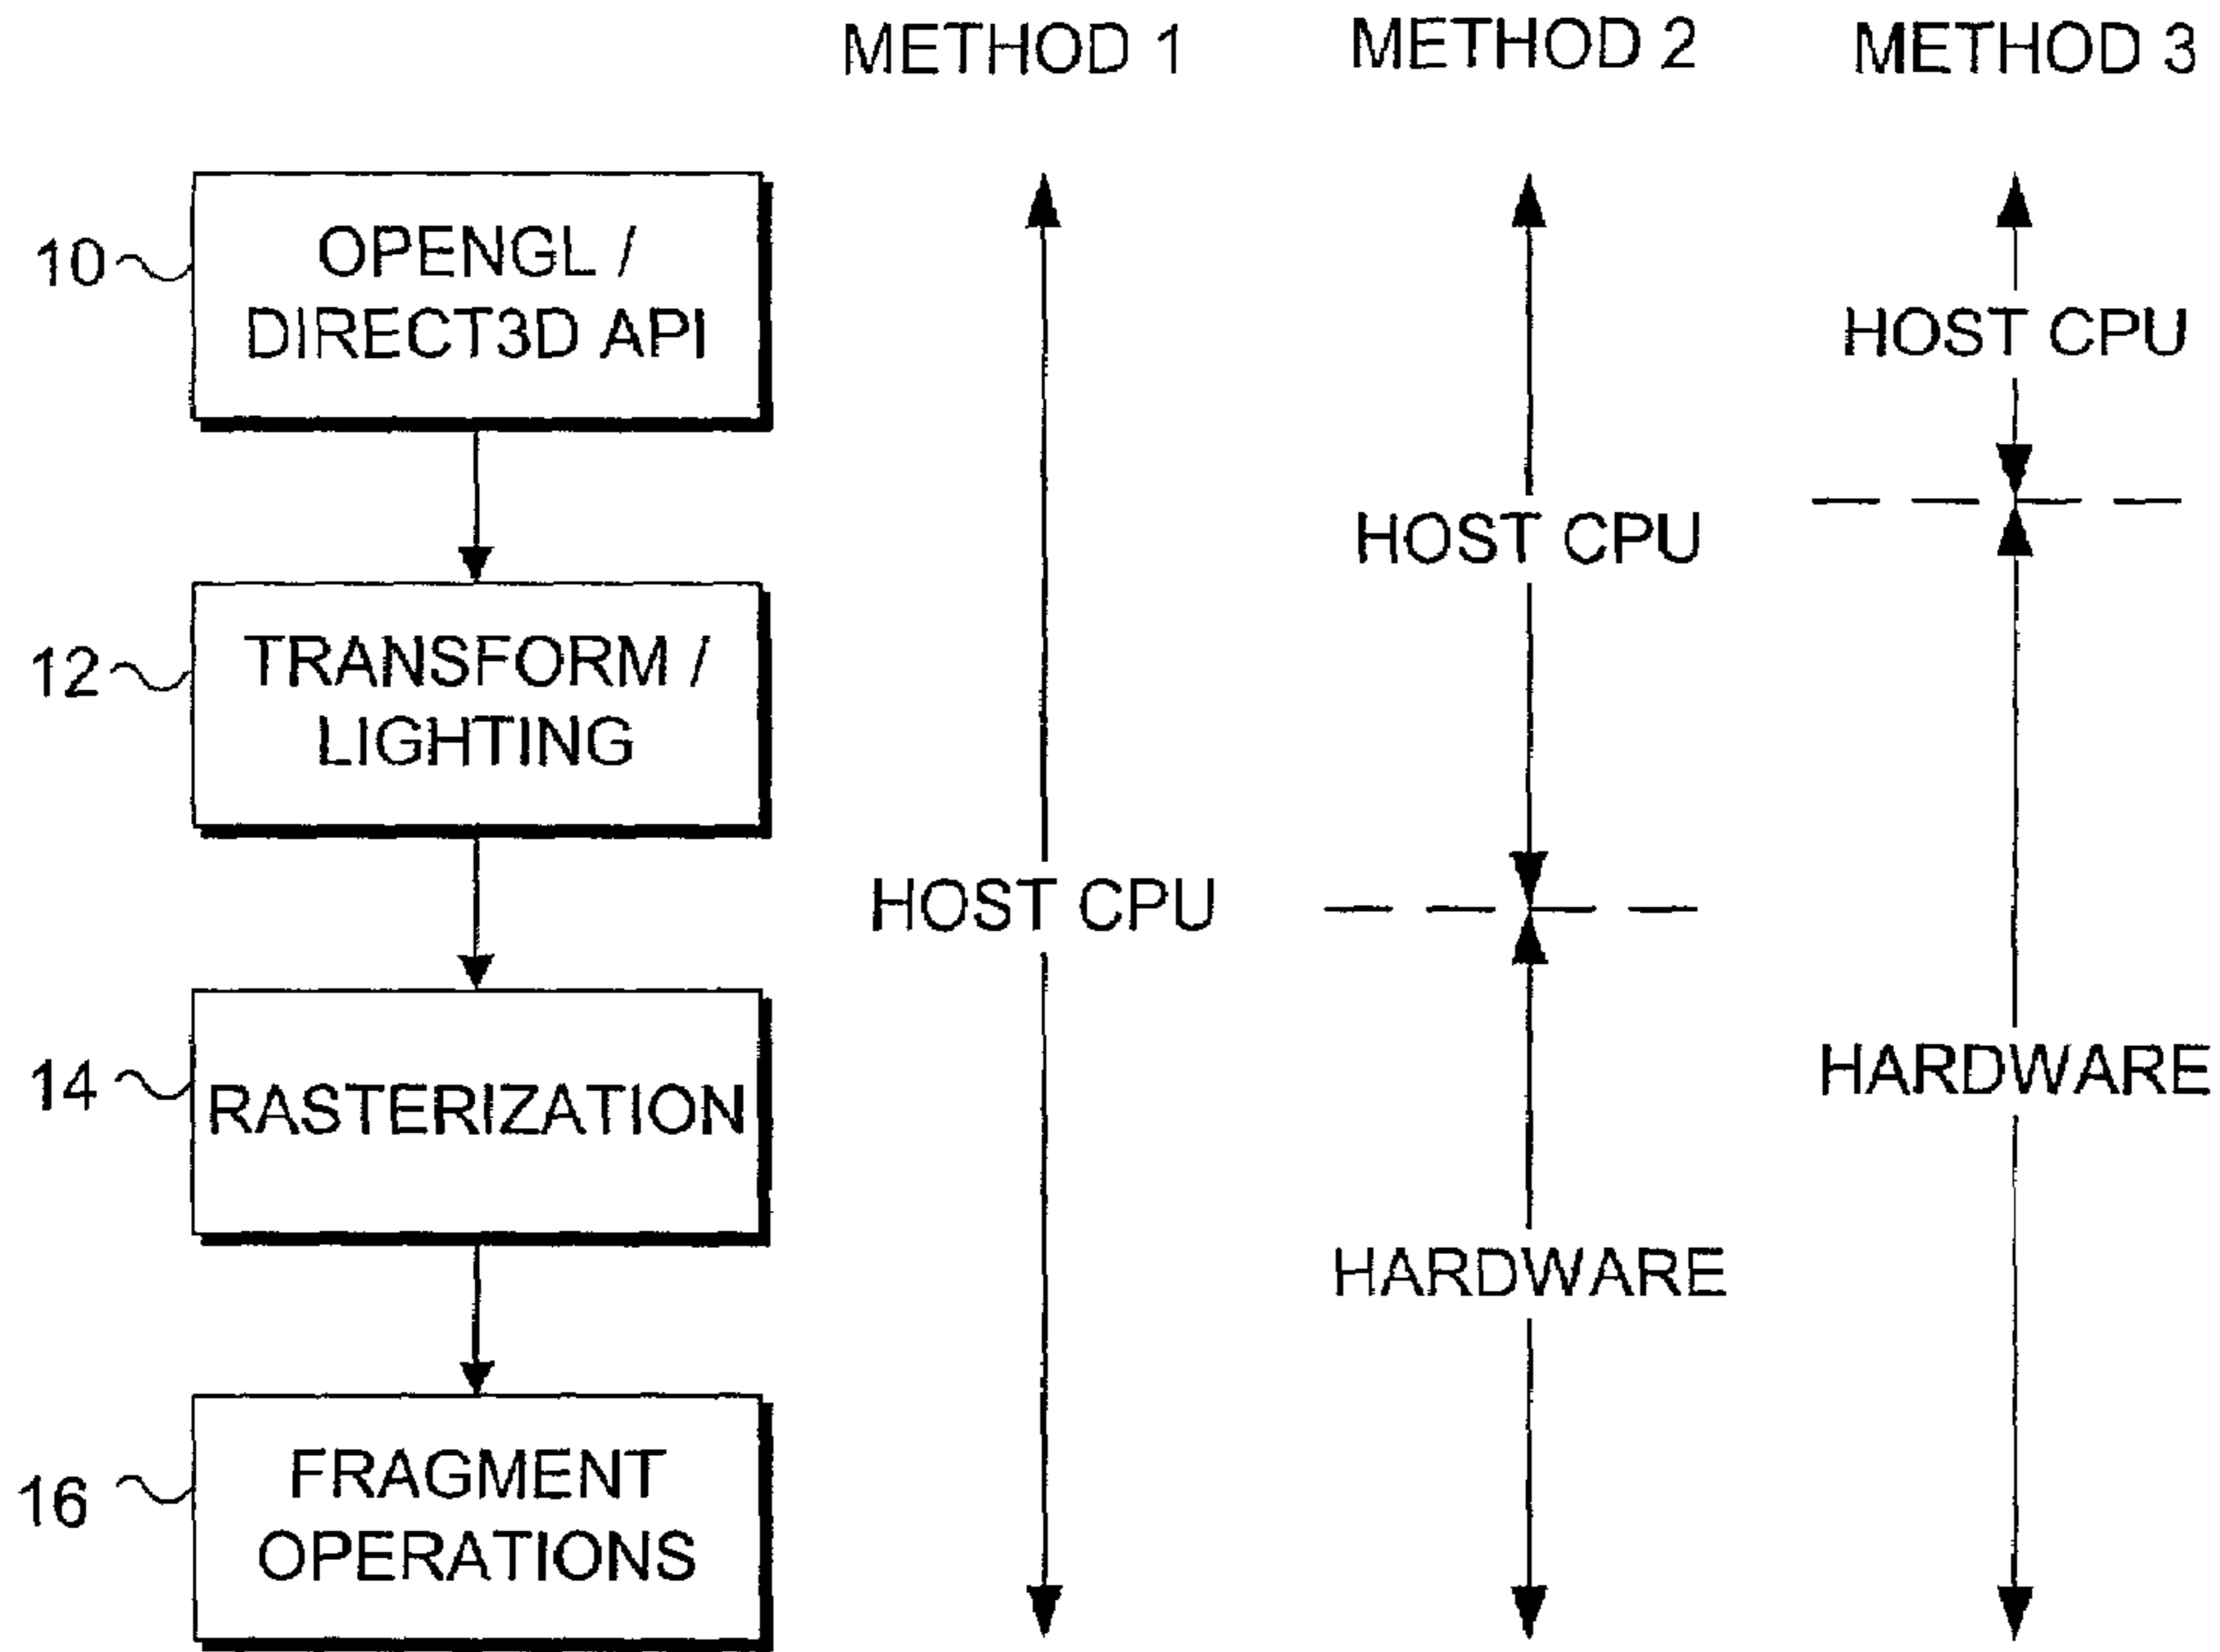 METHOD 1
METHOD 2
METHOD 3
10
OPENGL /
DIRECT3D API
HOST CPU
HOST CPU
12
TRANSFORM /
LIGHTING
HOST CPU
14
RASTERIZATION
HARDWARE
HARDWARE
16
FRAGMENT
OPERATIONS